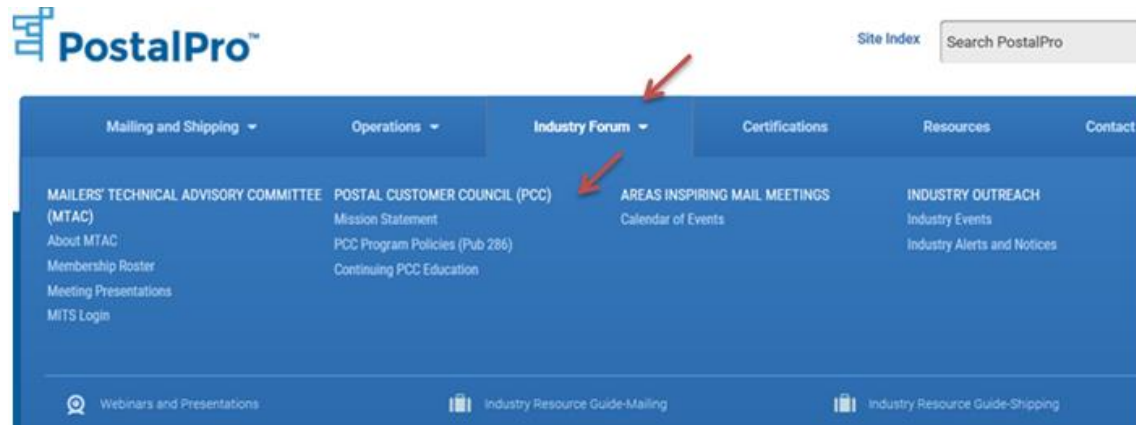 PostalPro™
Site Index
Search PostalPro
Mailing and Shipping
Operations
Industry Forum
Certifications
Resources
Contact
MAILERS' TECHNICAL ADVISORY COMMITTEE
(MTAC)
About MTAC
Membership Roster
Meeting Presentations
MITS Login
POSTAL CUSTOMER COUNCIL (PCC)
Mission Statement
PCC Program Policies (Pub 286)
Continuing PCC Education
AREAS INSPIRING MAIL MEETINGS
Calendar of Events
INDUSTRY OUTREACH
Industry Events
Industry Alerts and Notices
Webinars and Presentations
Industry Resource Guide-Mailing
Industry Resource Guide-Shipping